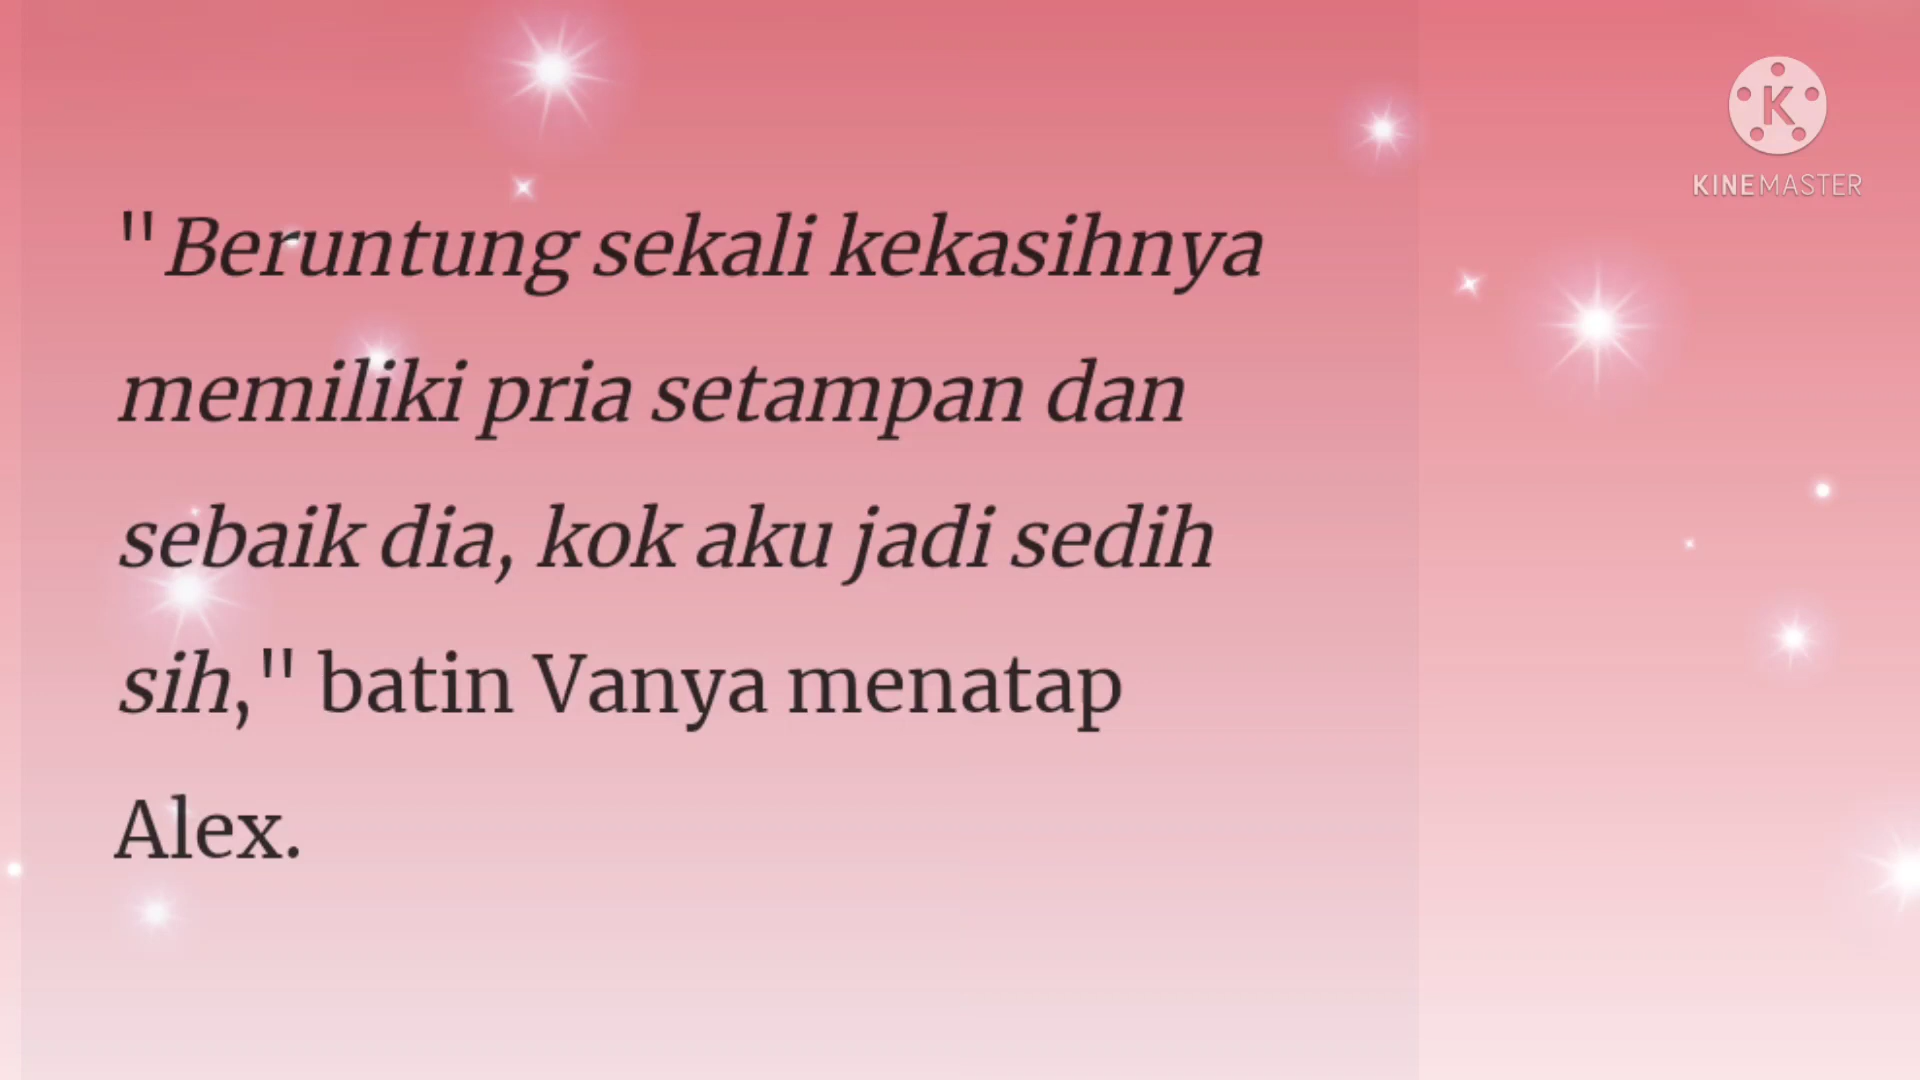 "Beruntung sekali kekasihnya
memiliki pria setampan dan
sebaik dia, kok aku jadi sedih
sih," batin Vanya menatap
Alex.
K
KINEMASTER